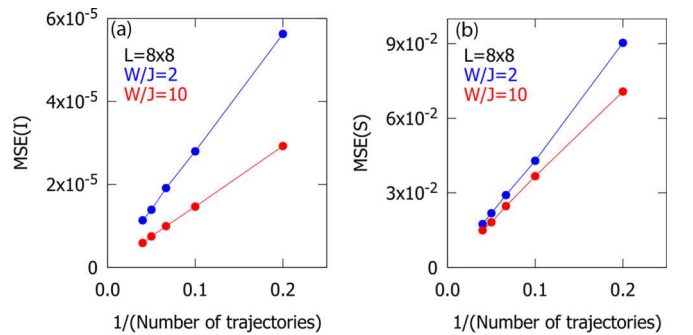 (a)
6x10-5
4x10-5
2x10-5
0
MSE(I)
L=8x8
W/J=2
W/J=10
0.0
0.1
0.2
1/(Number of trajectories)
(b)
9x10-2
6x10-2
3x10-2
0
MSE(S)
L=8x8
W/J=2
W/J=10
0.0
0.1
0.2
1/(Number of trajectories)